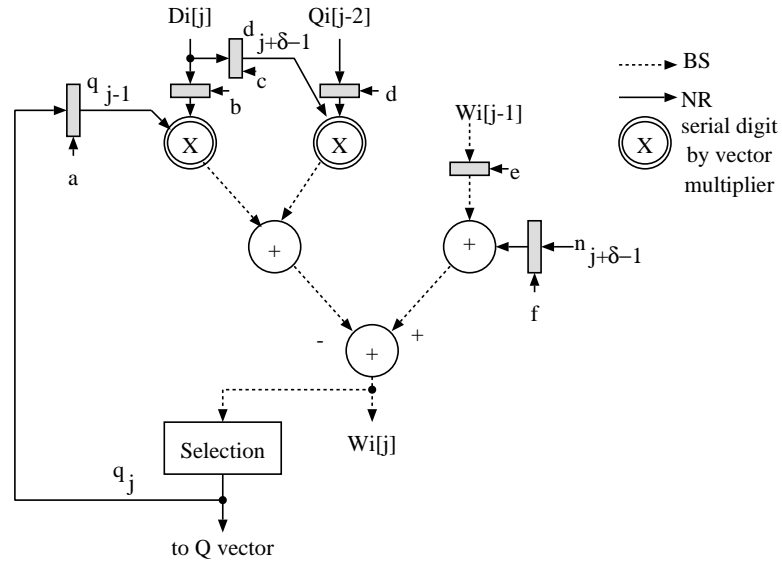 Di[j]
Qi[j-2]
d j+δ−1
q j-1
b
c
d
a
X
X
Wi[j-1]
e
+
+
n j+δ−1
f
-
+
+
Selection
Wi[j]
q j
to Q vector
BS
NR
X
serial digit
by vector
multiplier